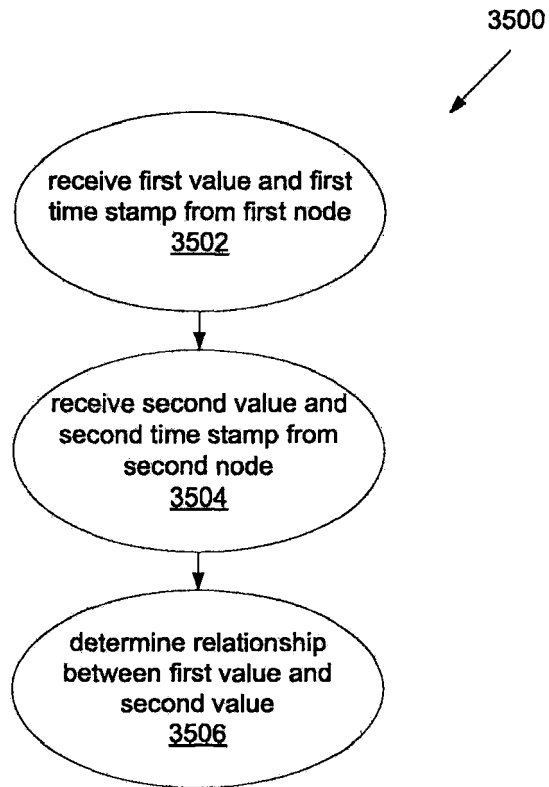 3500
receive first value and first
time stamp from first node
3502
receive second value and
second time stamp from
second node
3504
determine relationship
between first value and
second value
3506